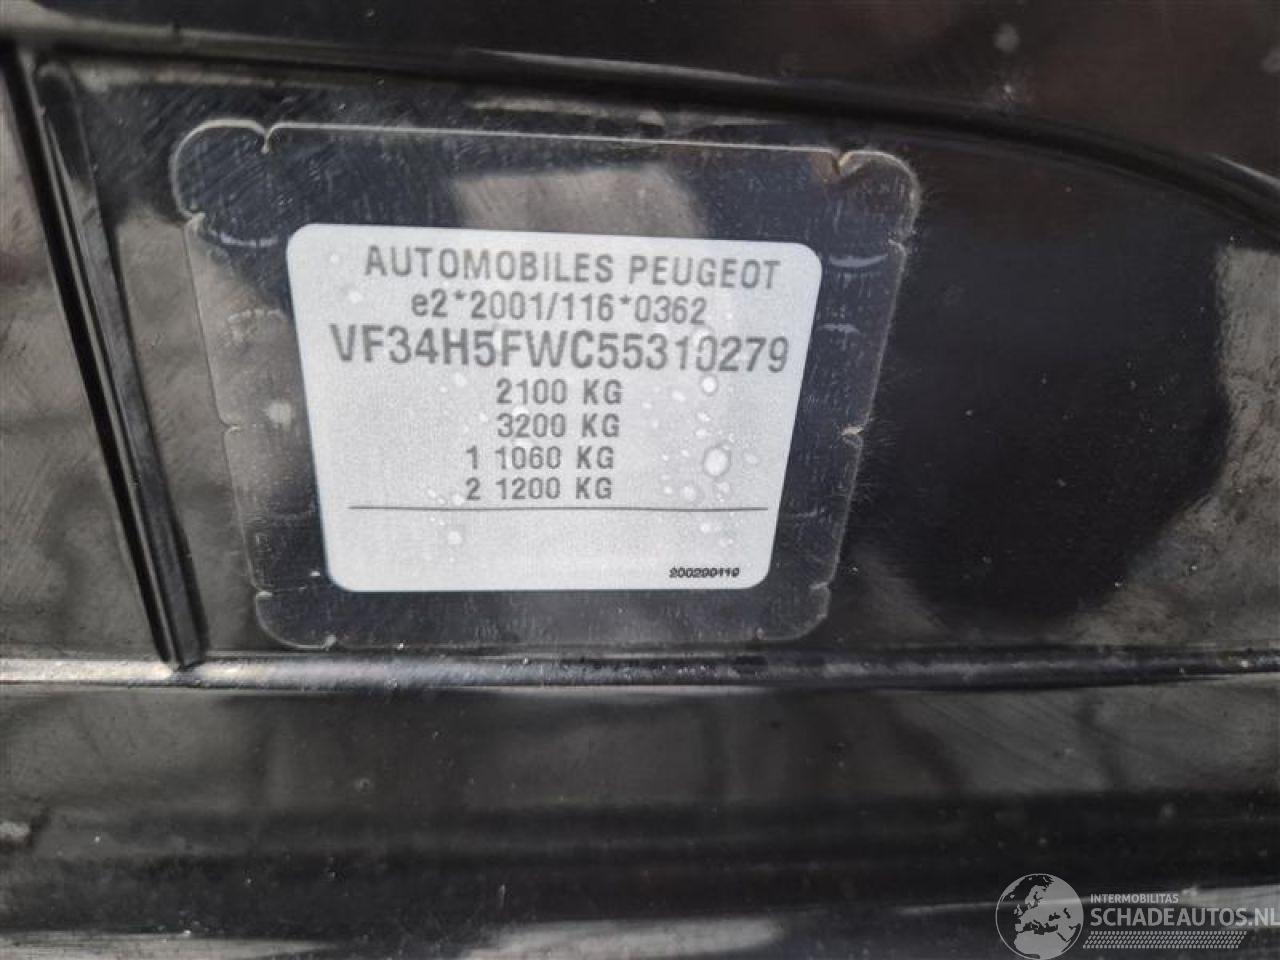 AUTOMOBILES PEUGEOT
e2*2001/116*0362
VF34H5FWC55310279
2100 KG
3200 KG
1 1060 KG
2 1200 KG
200290119
INTERMOBILITAS
SCHADEAUTOS.NL